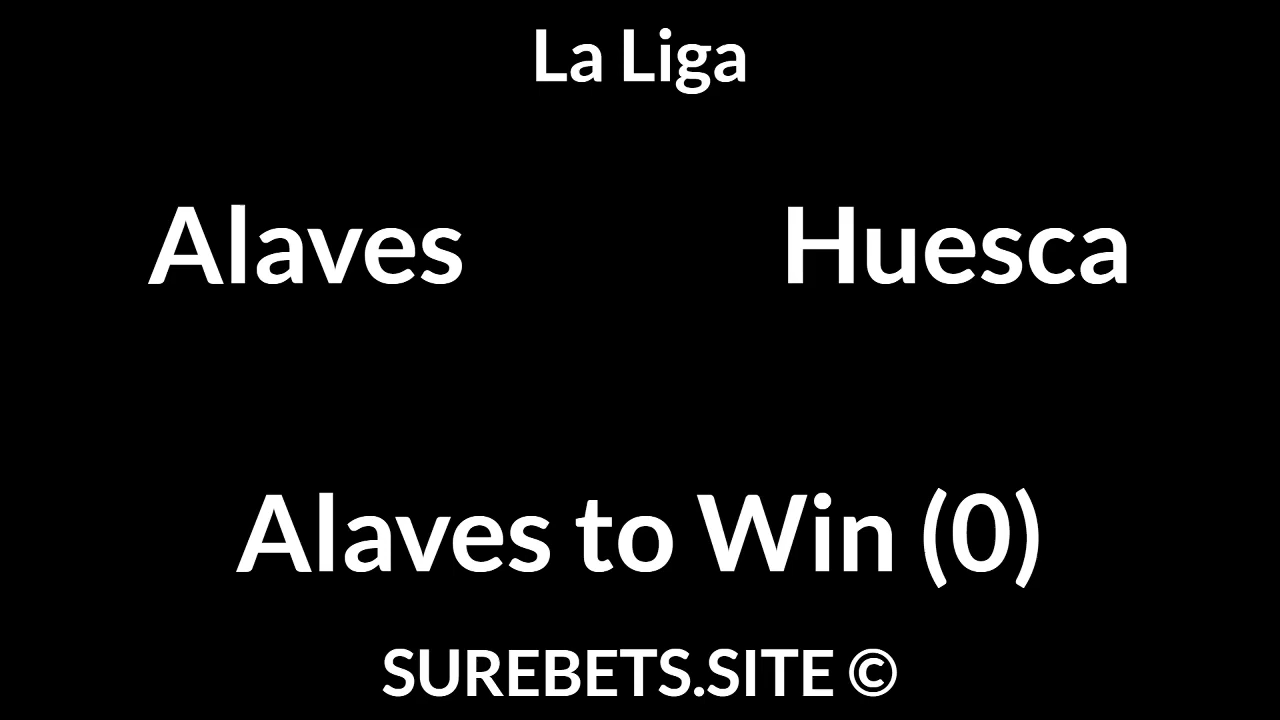 La Liga
Alaves Huesca
Alaves to Win (0)
SUREBETS.SITE ©